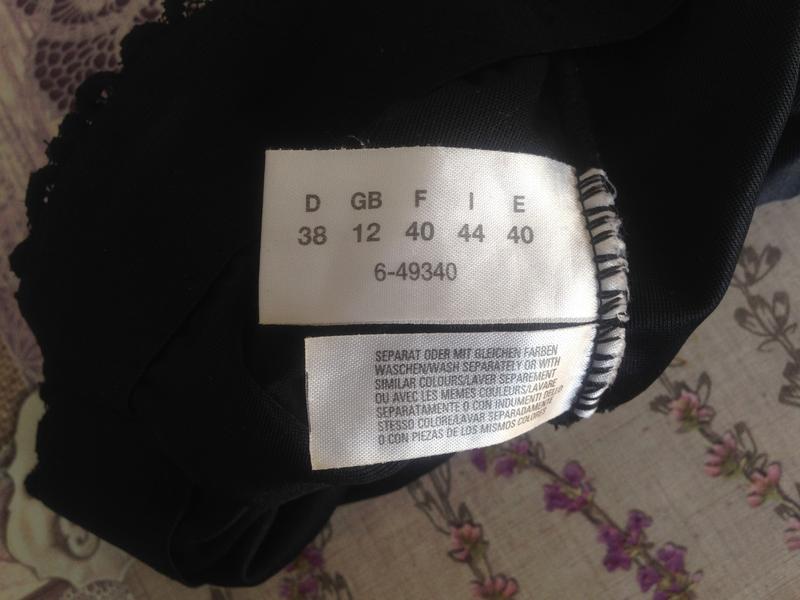 D GB F I E
38 12 40 44 40
6-49340
SEPARAT ODER MIT GLEICHEN FARBEN
WASCHEN/WASH SEPARATELY OR WITH
SIMILAR COLOURS/LAVER SEPAREMENT
OU AVEC LES MEMES COULEURS/LAVARE
SEPARATAMENTE O CON INDUMENTI DELLO
STESSO COLORE/LAVAR SEPARADAMENTE
O CON PIEZAS DE LOS MISMOS COLORES